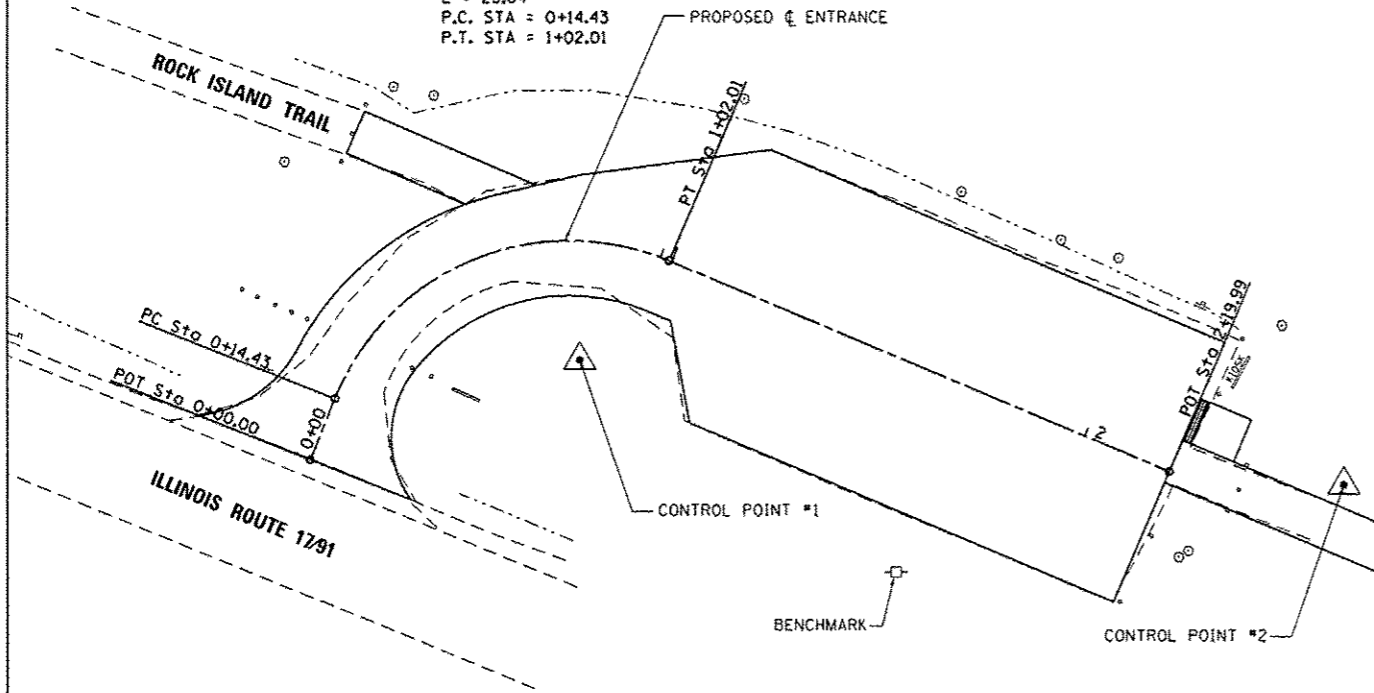 P.C. STA = 0+14.43
P.T. STA = 1+02.01
PROPOSED ℄ ENTRANCE
ROCK ISLAND TRAIL
PT Sta 1+02.01
PC Sta 0+14.43
POT Sta 0+00.00
0+00
POT Sta 2+19.99
KIOSK
2
ILLINOIS ROUTE 17/91
CONTROL POINT #1
BENCHMARK
CONTROL POINT #2